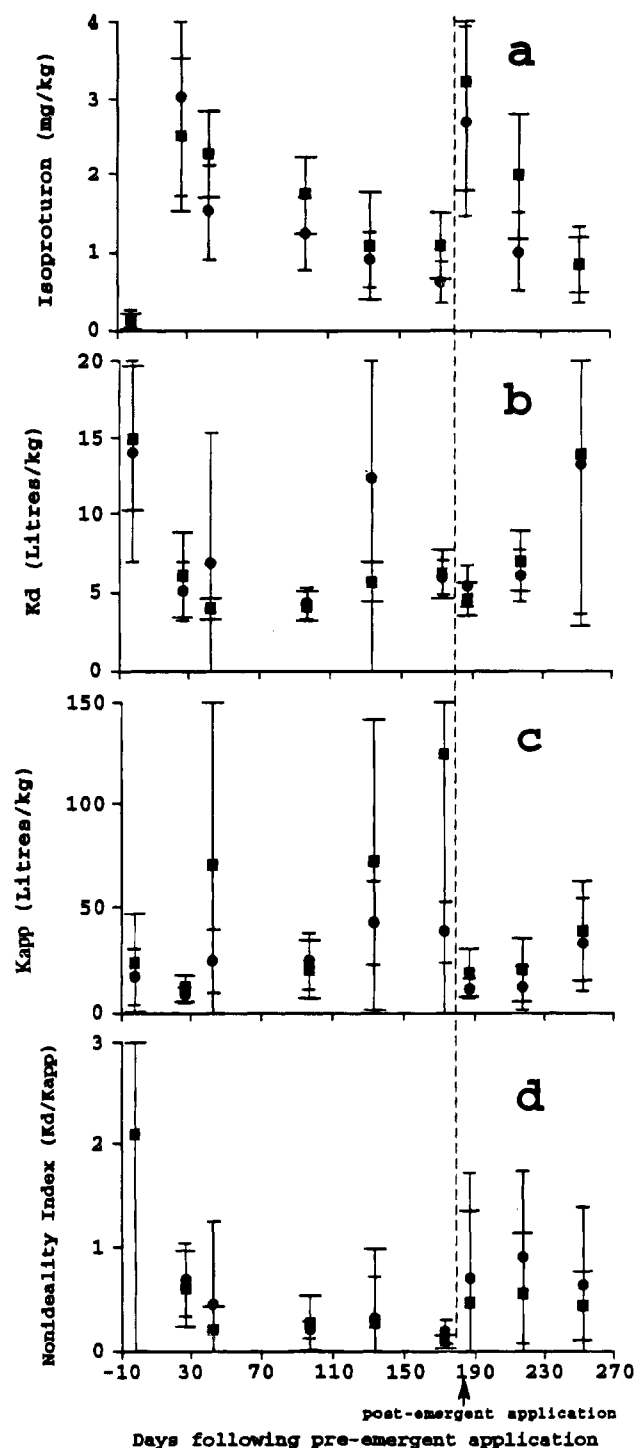 Isoproturon (mg/kg)
4
3
2
1
0
a
Kd (Litres/kg)
20
15
10
5
0
b
Kapp (Litres/kg)
150
100
50
0
c
Nonideality Index (Kd/Kapp)
3
2
1
0
d
-10 30 70 110 150 190 230 270
post-emergent application
Days following pre-emergent application